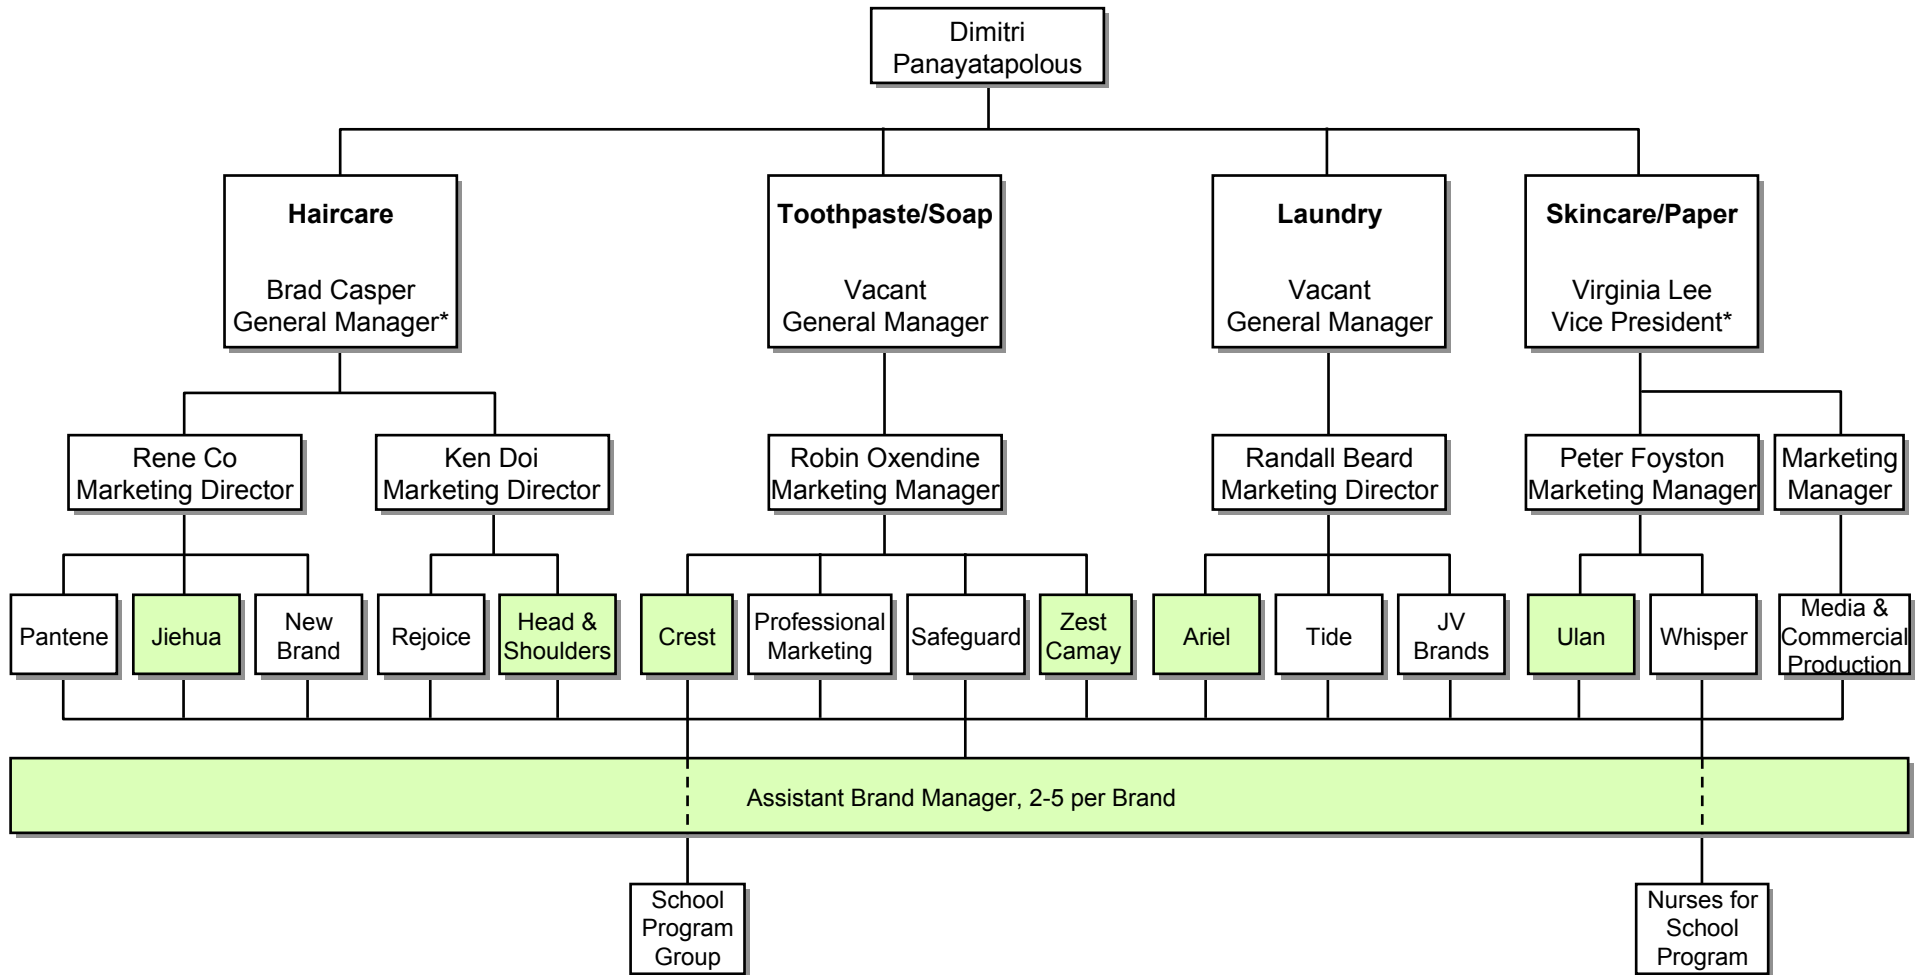 Dimitri
Panayatapolous
Haircare
Brad Casper
General Manager*
Toothpaste/Soap
Vacant
General Manager
Laundry
Vacant
General Manager
Skincare/Paper
Virginia Lee
Vice President*
Rene Co
Marketing Director
Ken Doi
Marketing Director
Robin Oxendine
Marketing Manager
Randall Beard
Marketing Director
Peter Foyston
Marketing Manager
Marketing
Manager
Pantene
Jiehua
New
Brand
Rejoice
Head &
Shoulders
Crest
Professional
Marketing
Safeguard
Zest
Camay
Ariel
Tide
JV
Brands
Ulan
Whisper
Media &
Commercial
Production
Assistant Brand Manager, 2-5 per Brand
School
Program
Group
Nurses for
School
Program